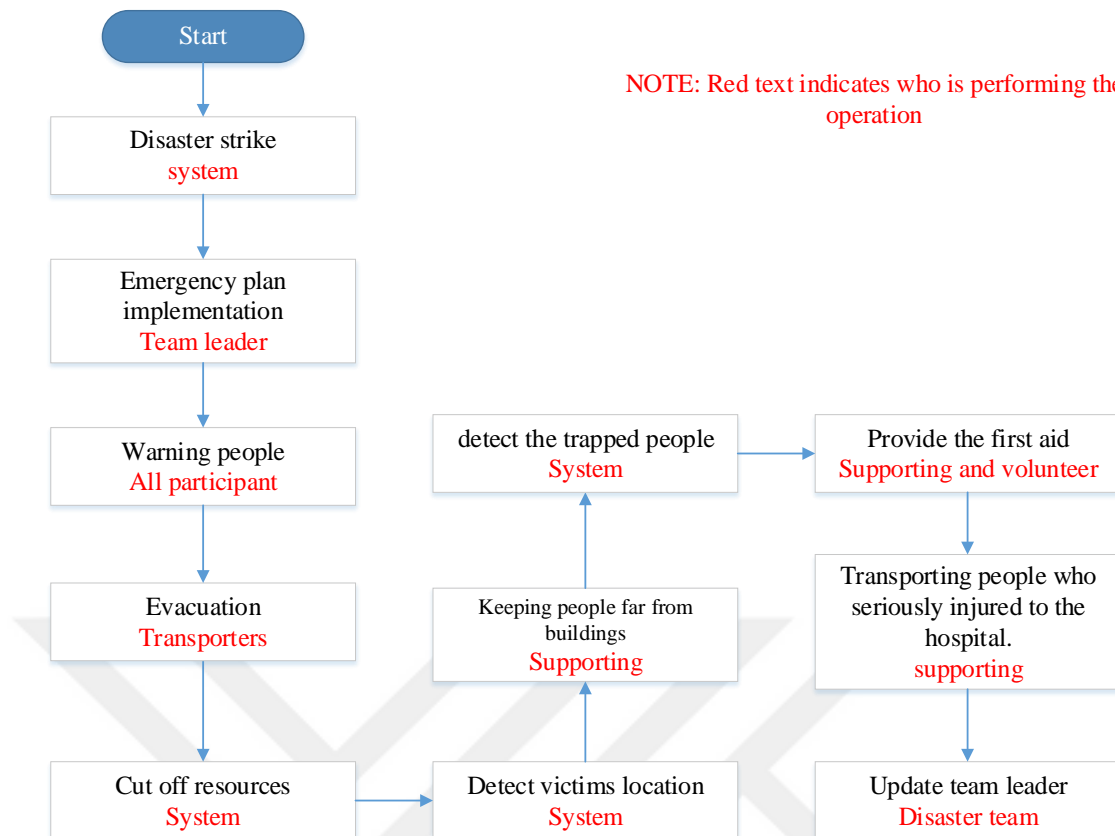 Start
NOTE: Red text indicates who is performing the
operation
Disaster strike
system
Emergency plan
implementation
Team leader
Warning people
All participant
Evacuation
Transporters
Cut off resources
System
Detect victims location
System
Keeping people far from
buildings
Supporting
detect the trapped people
System
Provide the first aid
Supporting and volunteer
Transporting people who
seriously injured to the
hospital.
supporting
Update team leader
Disaster team